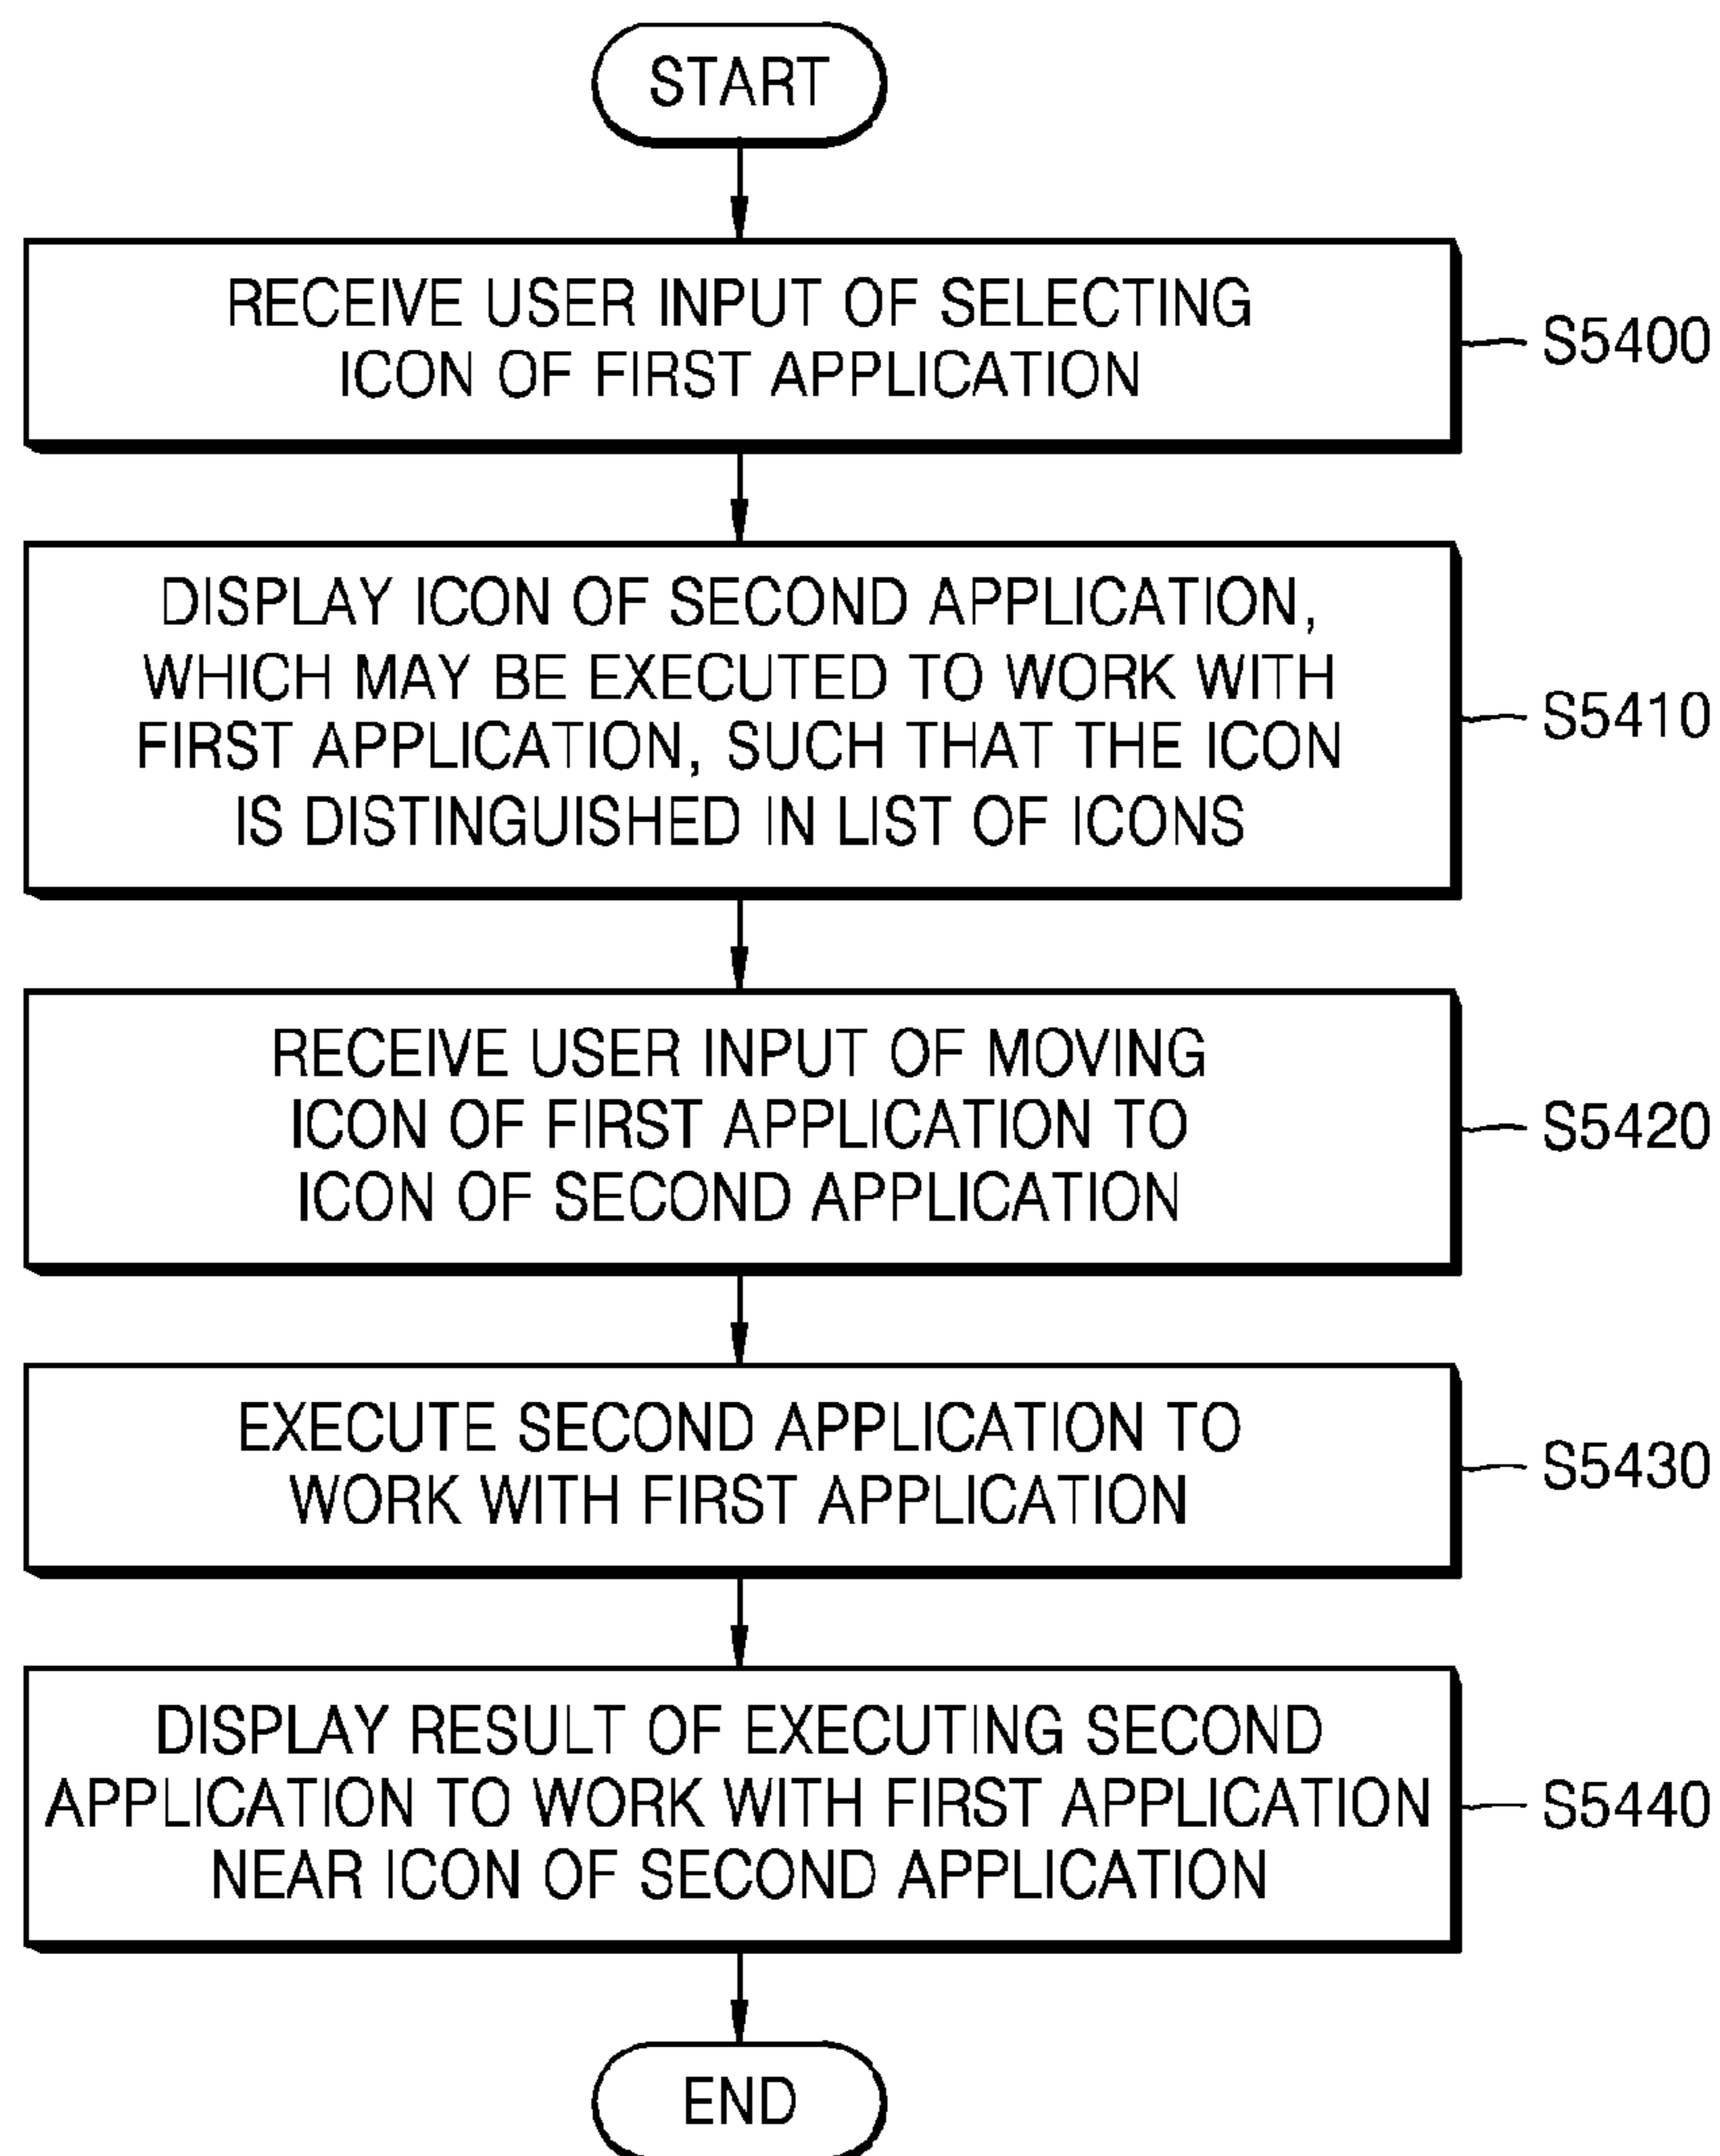 START
RECEIVE USER INPUT OF SELECTING
ICON OF FIRST APPLICATION
S5400
DISPLAY ICON OF SECOND APPLICATION,
WHICH MAY BE EXECUTED TO WORK WITH
FIRST APPLICATION, SUCH THAT THE ICON
IS DISTINGUISHED IN LIST OF ICONS
S5410
RECEIVE USER INPUT OF MOVING
ICON OF FIRST APPLICATION TO
ICON OF SECOND APPLICATION
S5420
EXECUTE SECOND APPLICATION TO
WORK WITH FIRST APPLICATION
S5430
DISPLAY RESULT OF EXECUTING SECOND
APPLICATION TO WORK WITH FIRST APPLICATION
NEAR ICON OF SECOND APPLICATION
S5440
END